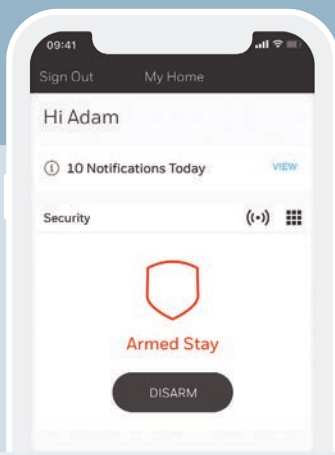 09:41
Sign Out My Home
Hi Adam
10 Notifications Today VIEW
Security
Armed Stay
DISARM